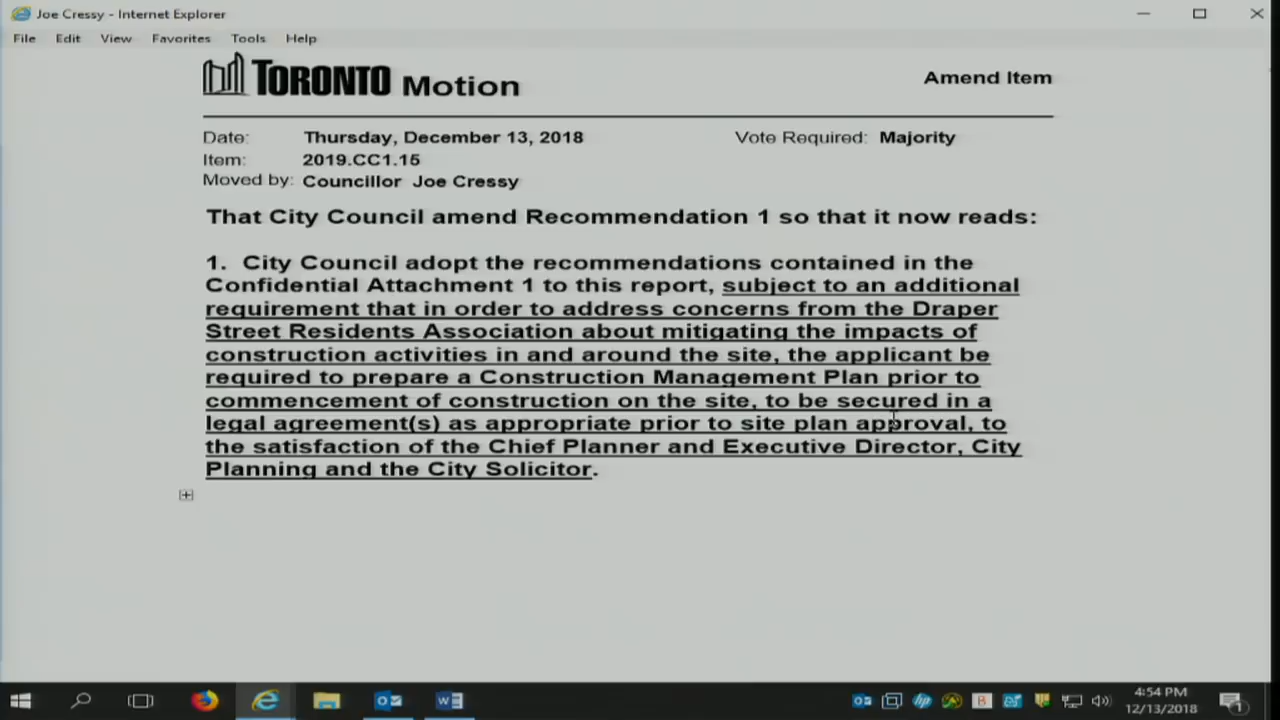 Joe Cressy - Internet Explorer
File Edit View Favorites Tools Help
TORONTO Motion
Amend Item
Date: Thursday, December 13, 2018
Vote Required: Majority
Item: 2019.CC1.15
Moved by: Councillor Joe Cressy
That City Council amend Recommendation 1 so that it now reads:
1. City Council adopt the recommendations contained in the
Confidential Attachment 1 to this report, subject to an additional
requirement that in order to address concerns from the Draper
Street Residents Association about mitigating the impacts of
construction activities in and around the site, the applicant be
required to prepare a Construction Management Plan prior to
commencement of construction on the site, to be secured in a
legal agreement(s) as appropriate prior to site plan approval, to
the satisfaction of the Chief Planner and Executive Director, City
Planning and the City Solicitor.
4:54 PM
12/13/2018